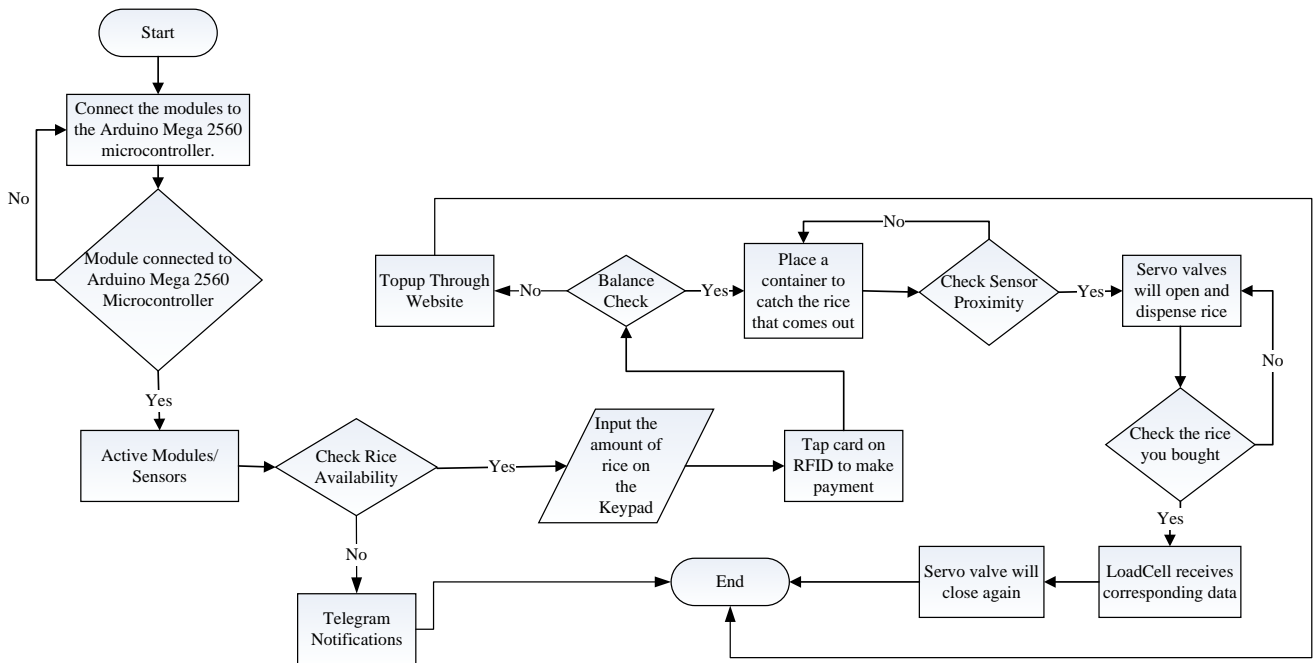 Start
Connect the modules to
the Arduino Mega 2560
microcontroller.
No
Module connected to
Arduino Mega 2560
Microcontroller
Yes
Active Modules/
Sensors
Check Rice
Availability
Yes
No
Telegram
Notifications
Input the
amount of
rice on
the
Keypad
Tap card on
RFID to make
payment
Balance
Check
No
Topup Through
Website
Yes
Place a
container to
catch the rice
that comes out
No
Check Sensor
Proximity
Yes
Servo valves
will open and
dispense rice
No
Check the rice
you bought
Yes
LoadCell receives
corresponding data
Servo valve will
close again
End